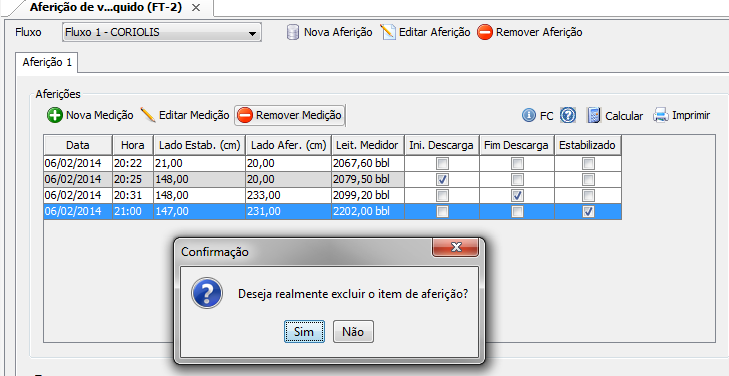 Aferição de v...quido (FT-2) ×
Fluxo Fluxo 1 - CORIOLIS Nova Aferição Editar Aferição Remover Aferição
Aferição 1
Aferições
Nova Medição Editar Medição Remover Medição FC Calcular Imprimir
Data Hora Lado Estab. (cm) Lado Afer. (cm) Leit. Medidor Ini. Descarga Fim Descarga Estabilizado
06/02/2014 20:22 21,00 20,00 2067,60 bbl
06/02/2014 20:25 148,00 20,00 2079,50 bbl
06/02/2014 20:31 148,00 233,00 2099,20 bbl
06/02/2014 21:00 147,00 231,00 2202,00 bbl
Confirmação
Deseja realmente excluir o item de aferição?
Sim Não